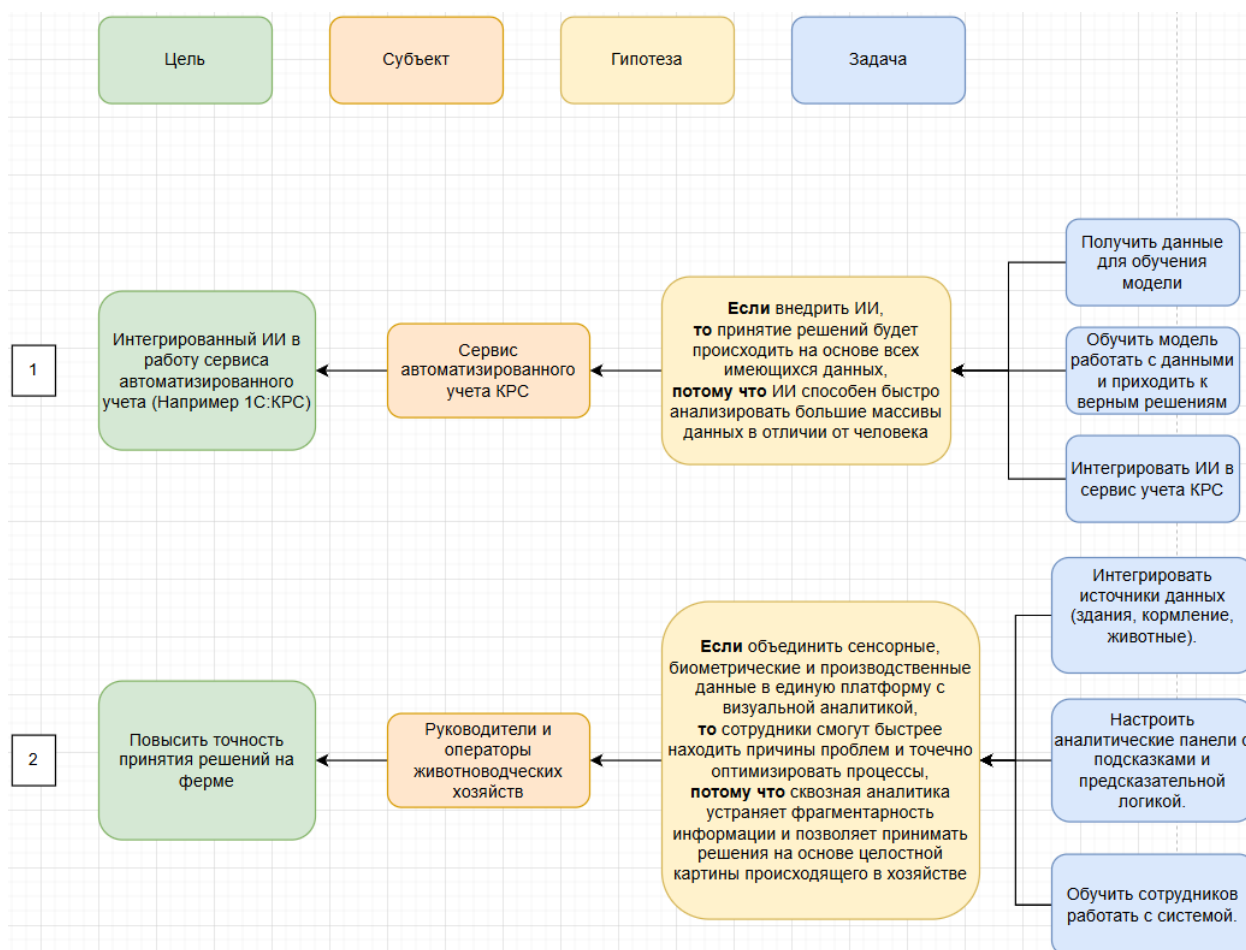 Цель
Субъект
Гипотеза
Задача
1
Интегрированный ИИ в
работу сервиса
автоматизированного
учета (Например 1С:КРС)
Сервис
автоматизированного
учета КРС
Если внедрить ИИ,
то принятие решений будет
происходить на основе всех
имеющихся данных,
потому что ИИ способен быстро
анализировать большие массивы
данных в отличии от человека
Получить данные
для обучения
модели
Обучить модель
работать с данными
и приходить к
верным решениям
Интегрировать ИИ в
сервис учета КРС
2
Повысить точность
принятия решений на
ферме
Руководители и
операторы
животноводческих
хозяйств
Если объединить сенсорные,
биометрические и производственные
данные в единую платформу с
визуальной аналитикой,
то сотрудники смогут быстрее
находить причины проблем и точечно
оптимизировать процессы,
потому что сквозная аналитика
устраняет фрагментарность
информации и позволяет принимать
решения на основе целостной
картины происходящего в хозяйстве
Интегрировать
источники данных
(здания, кормление,
животные).
Настроить
аналитические панели с
подсказками и
предсказательной
логикой.
Обучить сотрудников
работать с системой.